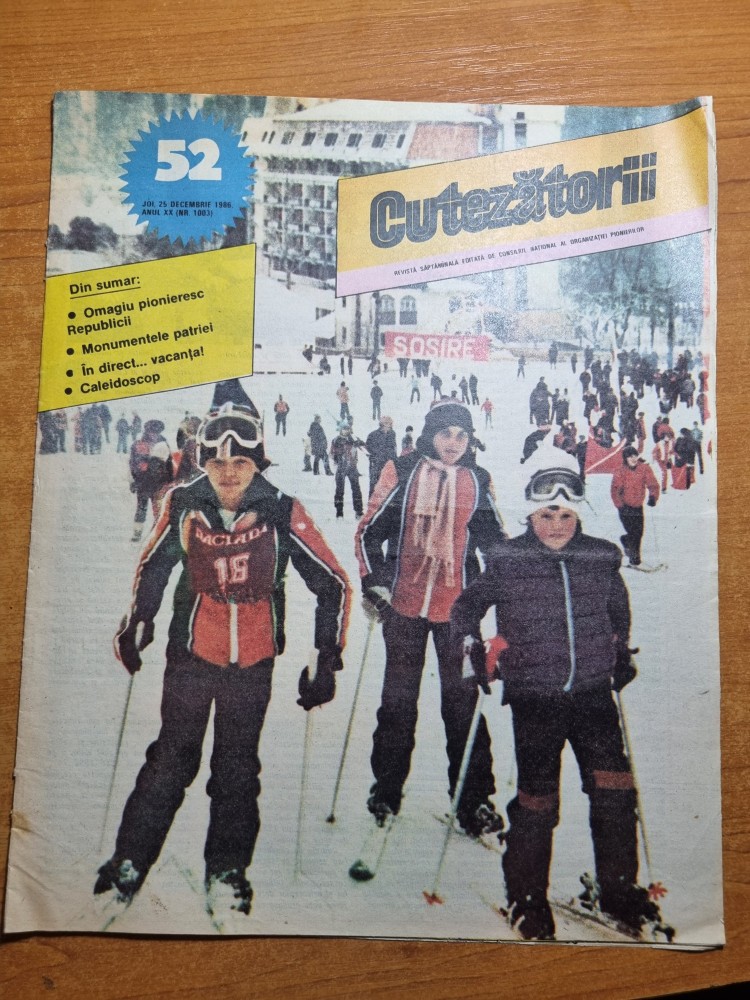 52
JOI, 25 DECEMBRIE 1986
ANUL XX (NR. 1003)
Cutezătorii
REVISTĂ SĂPTĂMÎNALĂ EDITATĂ DE CONSILIUL NAȚIONAL AL ORGANIZAȚIEI PIONIERILOR
Din sumar:
● Omagiu pionieresc
Republicii
● Monumentele patriei
● În direct... vacanța!
● Caleidoscop
SOSIRE
DACIADA
18